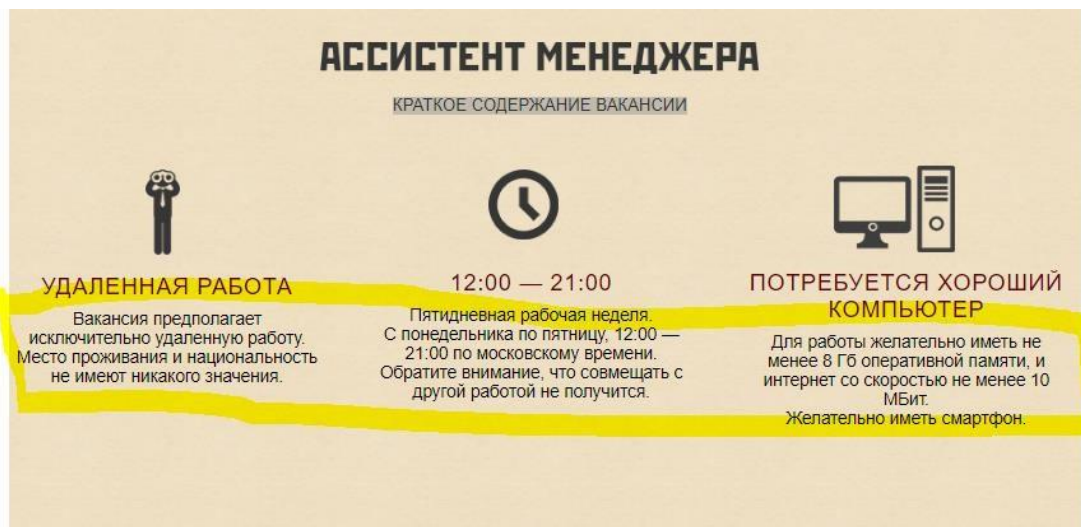 АССИСТЕНТ МЕНЕДЖЕРА
КРАТКОЕ СОДЕРЖАНИЕ ВАКАНСИИ
УДАЛЕННАЯ РАБОТА
Вакансия предполагает
исключительно удаленную работу.
Место проживания и национальность
не имеют никакого значения.
12:00 — 21:00
Пятидневная рабочая неделя.
С понедельника по пятницу, 12:00 —
21:00 по московскому времени.
Обратите внимание, что совмещать с
другой работой не получится.
ПОТРЕБУЕТСЯ ХОРОШИЙ
КОМПЬЮТЕР
Для работы желательно иметь не
менее 8 Гб оперативной памяти, и
интернет со скоростью не менее 10
МБит.
Желательно иметь смартфон.